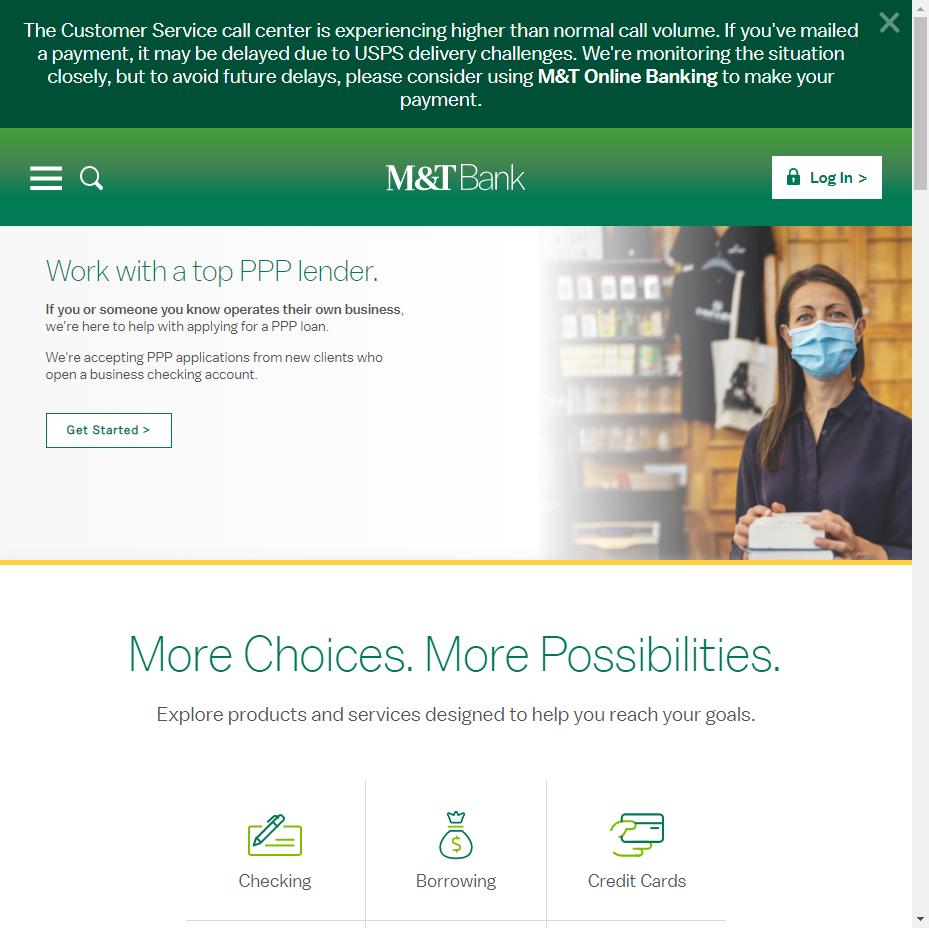 The Customer Service call center is experiencing higher than normal call volume. If you've mailed
a payment, it may be delayed due to USPS delivery challenges. We're monitoring the situation
closely, but to avoid future delays, please consider using M&T Online Banking to make your
payment.
M&T Bank
Log In >
Work with a top PPP lender.
If you or someone you know operates their own business,
we're here to help with applying for a PPP loan.
We're accepting PPP applications from new clients who
open a business checking account.
Get Started >
More Choices. More Possibilities.
Explore products and services designed to help you reach your goals.
Checking
Borrowing
Credit Cards